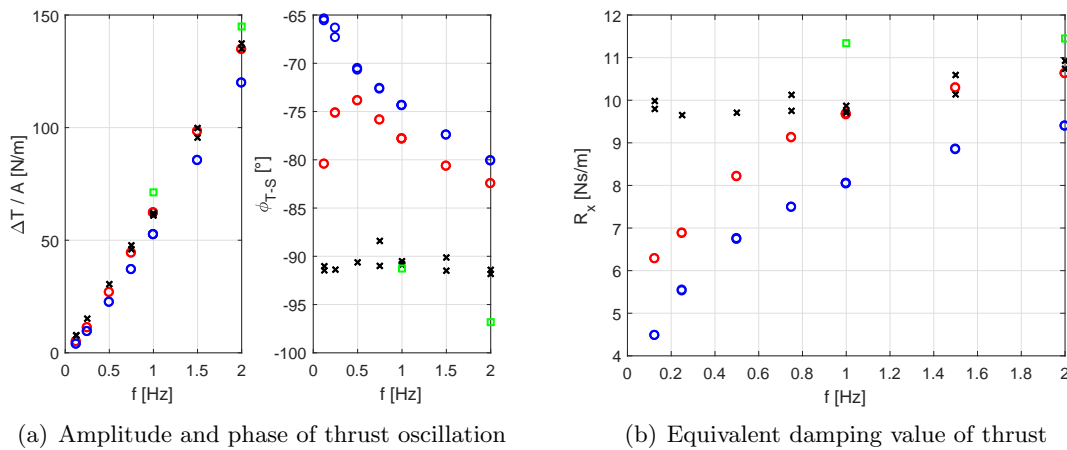 150
100
50
0
ΔT / A [N/m]
0 0.5 1 1.5 2
f [Hz]
-65
-70
-75
-80
-85
-90
-95
-100
ϕT-S [°]
0 0.5 1 1.5 2
f [Hz]
(a) Amplitude and phase of thrust oscillation
12
11
10
9
8
7
6
5
4
Rx [Ns/m]
0 0.2 0.4 0.6 0.8 1 1.2 1.4 1.6 1.8 2
f [Hz]
(b) Equivalent damping value of thrust